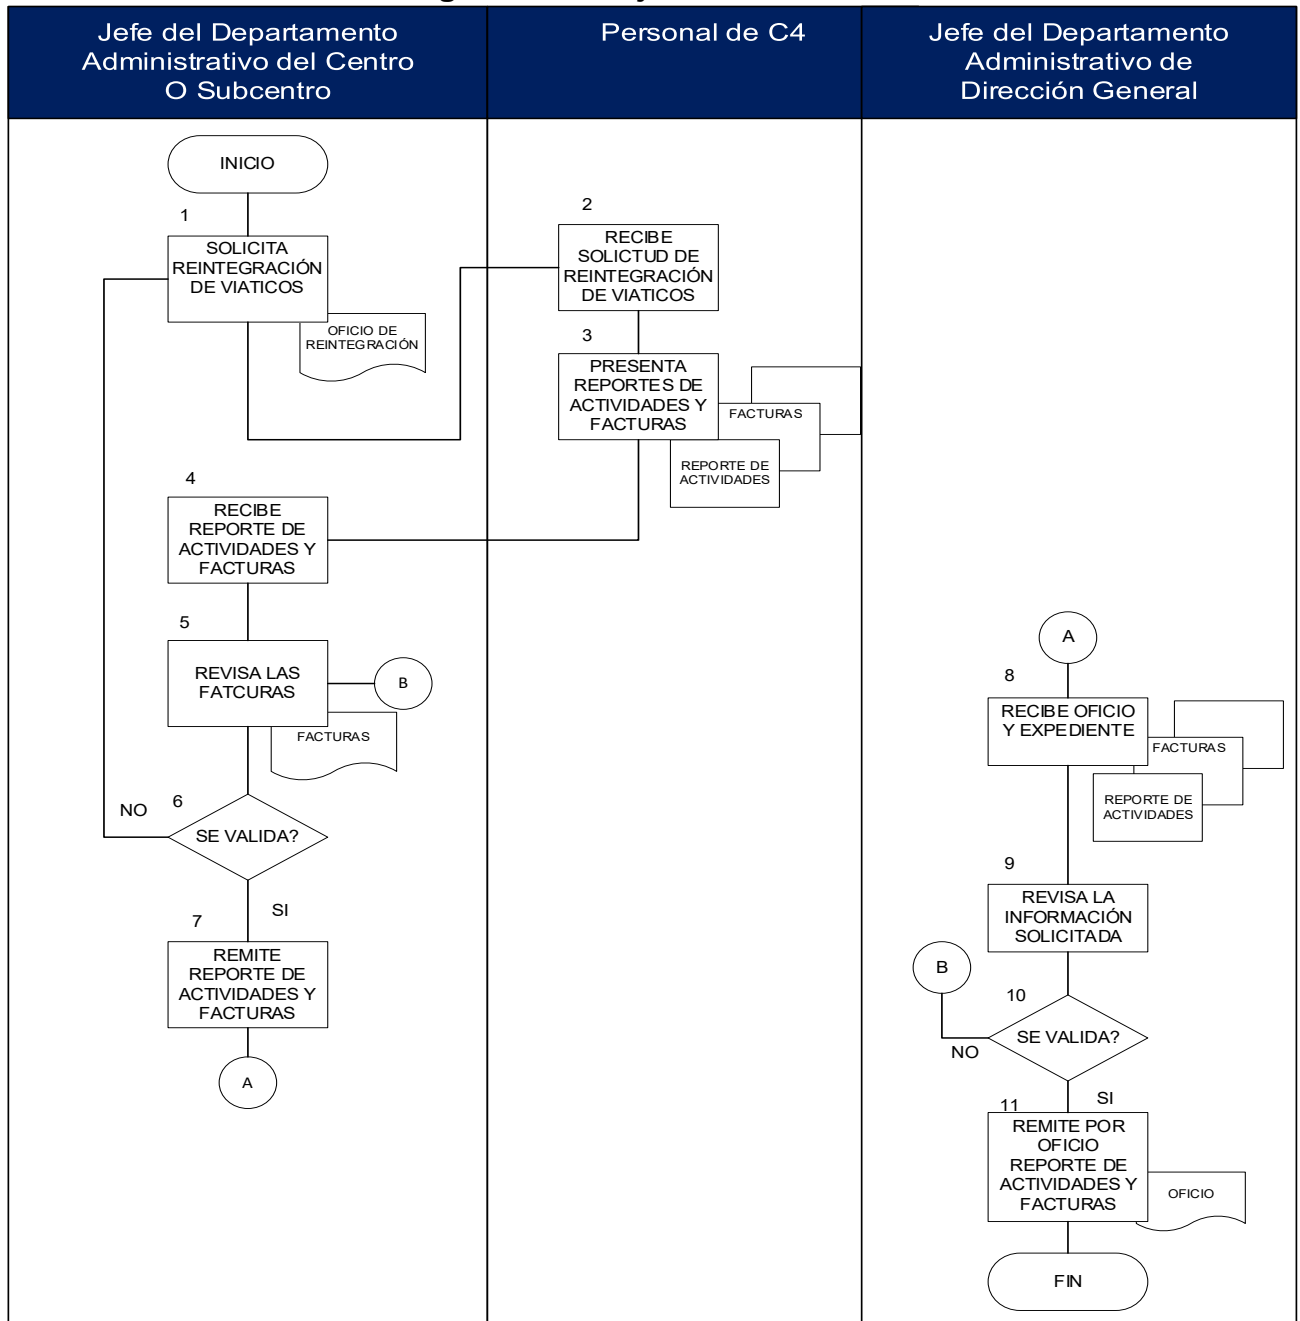 Jefe del Departamento
Administrativo del Centro
O Subcentro
Personal de C4
Jefe del Departamento
Administrativo de
Dirección General
INICIO
1
SOLICITA
REINTEGRACIÓN
DE VIATICOS
OFICIO DE
REINTEGRACIÓN
2
RECIBE
SOLICTUD DE
REINTEGRACIÓN
DE VIATICOS
3
PRESENTA
REPORTES DE
ACTIVIDADES Y
FACTURAS
FACTURAS
REPORTE DE
ACTIVIDADES
4
RECIBE
REPORTE DE
ACTIVIDADES Y
FACTURAS
5
REVISA LAS
FATCURAS
B
FACTURAS
6
NO
SE VALIDA?
SI
7
REMITE
REPORTE DE
ACTIVIDADES Y
FACTURAS
A
A
8
RECIBE OFICIO
Y EXPEDIENTE
FACTURAS
REPORTE DE
ACTIVIDADES
9
REVISA LA
INFORMACIÓN
SOLICITADA
B
10
SE VALIDA?
NO
SI
11
REMITE POR
OFICIO
REPORTE DE
ACTIVIDADES Y
FACTURAS
OFICIO
FIN